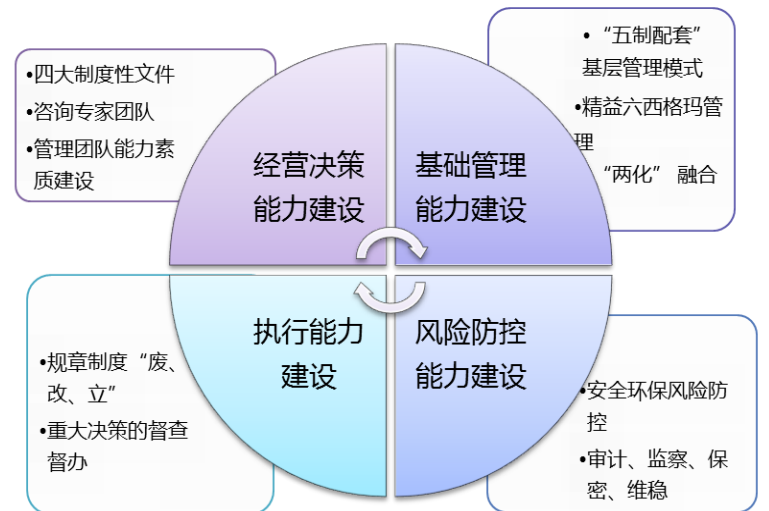 •四大制度性文件
•咨询专家团队
•管理团队能力素
质建设
•“五制配套”
基层管理模式
•精益六西格玛管
理
“两化” 融合
经营决策
能力建设
基础管理
能力建设
执行能力
建设
风险防控
能力建设
•规章制度“废、
改、立”
•重大决策的督查
督办
•安全环保风险防
控
•审计、监察、保
密、维稳